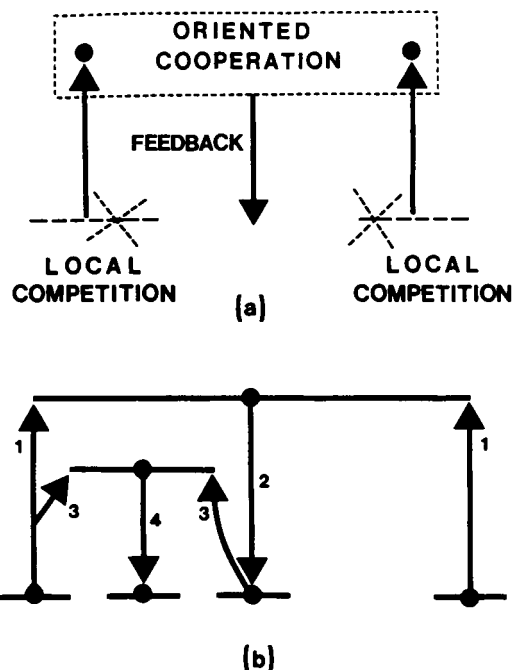 ORIENTED
COOPERATION
FEEDBACK
LOCAL
COMPETITION
LOCAL
COMPETITION
(a)
1
1
2
3
4
3
(b)